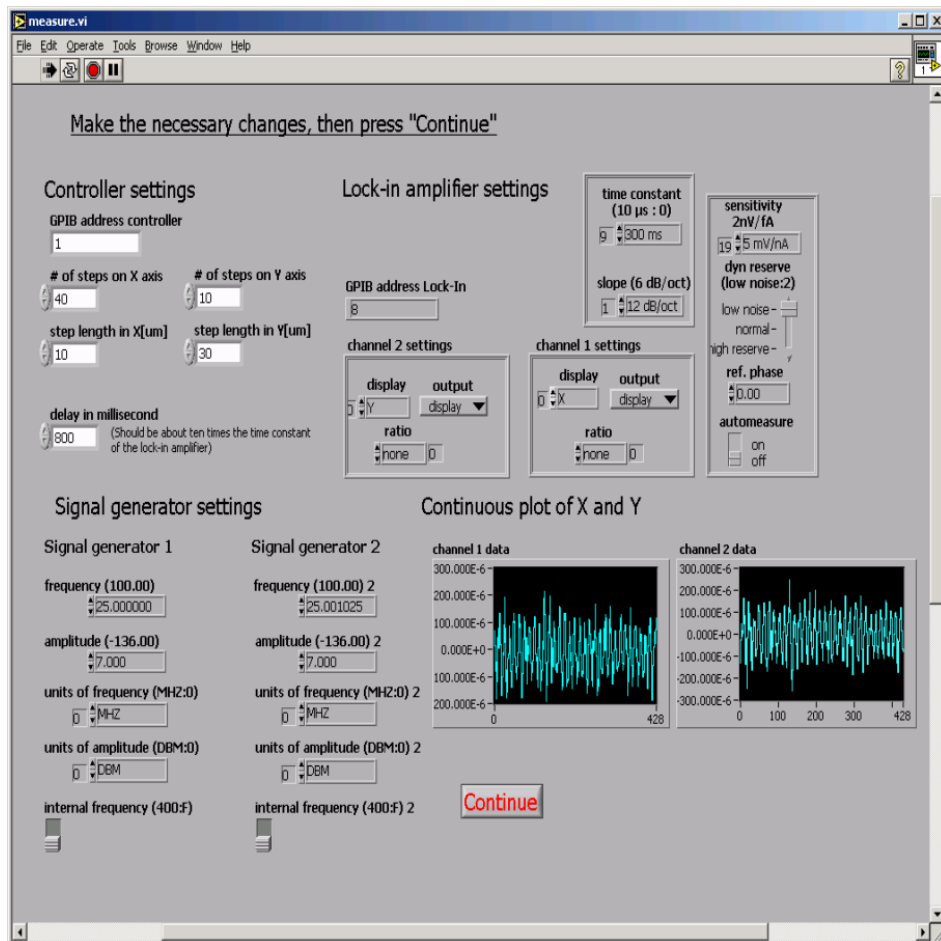 measure.vi
File Edit Operate Tools Browse Window Help
1
Make the necessary changes, then press "Continue"
Controller settings
GPIB address controller
1
# of steps on X axis
40
# of steps on Y axis
10
step length in X[um]
10
step length in Y[um]
30
delay in millisecond
800
(Should be about ten times the time constant
of the lock-in amplifier)
Lock-in amplifier settings
GPIB address Lock-In
8
time constant
(10 µs : 0)
9 300 ms
slope (6 dB/oct)
1 12 dB/oct
channel 2 settings
display output
0 Y display
ratio
none 0
channel 1 settings
display output
0 X display
ratio
none 0
sensitivity
2nV/fA
19 5 mV/nA
dyn reserve
(low noise:2)
low noise
normal
high reserve
ref. phase
0.00
automeasure
on
off
Signal generator settings
Signal generator 1
frequency (100.00)
25.000000
amplitude (-136.00)
7.000
units of frequency (MHZ:0)
0 MHZ
units of amplitude (DBM:0)
0 DBM
internal frequency (400:F)
Signal generator 2
frequency (100.00) 2
25.001025
amplitude (-136.00) 2
7.000
units of frequency (MHZ:0) 2
0 MHZ
units of amplitude (DBM:0) 2
0 DBM
internal frequency (400:F) 2
Continuous plot of X and Y
channel 1 data
300.000E-6
200.000E-6
100.000E-6
0.000E+0
100.000E-6
200.000E-6
0 428
channel 2 data
300.000E-6
200.000E-6
100.000E-6
0.000E+0
-100.000E-6
-200.000E-6
-300.000E-6
0 100 200 300 428
Continue